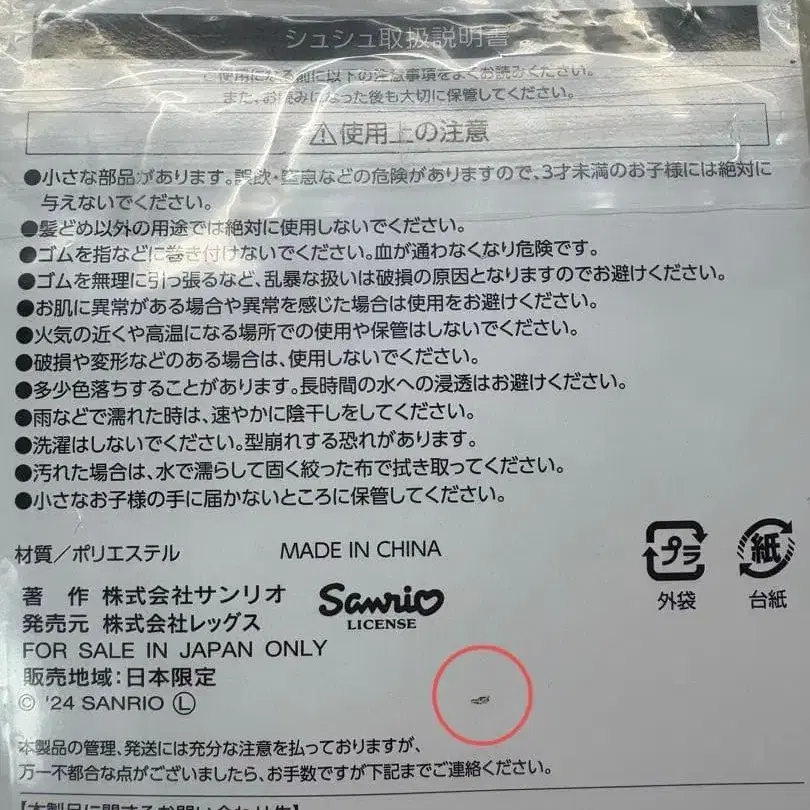 シュシュ取扱説明書
ご使用になる前に以下の注意事項をよくお読みください。
また、お読みになった後も大切に保管してください。
⚠使用上の注意
●小さな部品があります。誤飲・窒息などの危険がありますので、3才未満のお子様には絶対に
与えないでください。
●髪どめ以外の用途では絶対に使用しないでください。
●ゴムを指などに巻き付けないでください。血が通わなくなり危険です。
●ゴムを無理に引っ張るなど、乱暴な扱いは破損の原因となりますのでお避けください。
●お肌に異常がある場合や異常を感じた場合は使用をお避けください。
●火気の近くや高温になる場所での使用や保管はしないでください。
●破損や変形などのある場合は、使用しないでください。
●多少色落ちすることがあります。長時間の水への浸透はお避けください。
●雨などで濡れた時は、速やかに陰干しをしてください。
●洗濯はしないでください。型崩れする恐れがあります。
●汚れた場合は、水で濡らして固く絞った布で拭き取ってください。
●小さなお子様の手に届かないところに保管してください。
材質／ポリエステル MADE IN CHINA
プラ 外袋
紙 台紙
著　作 株式会社サンリオ
Sanrio LICENSE
発売元 株式会社レッグス
FOR SALE IN JAPAN ONLY
販売地域：日本限定
© '24 SANRIO Ⓛ
本製品の管理、発送には充分な注意を払っておりますが、
万一不都合な点がございましたら、お手数ですが下記までご連絡ください。
【本製品に関するお問い合わせ先】